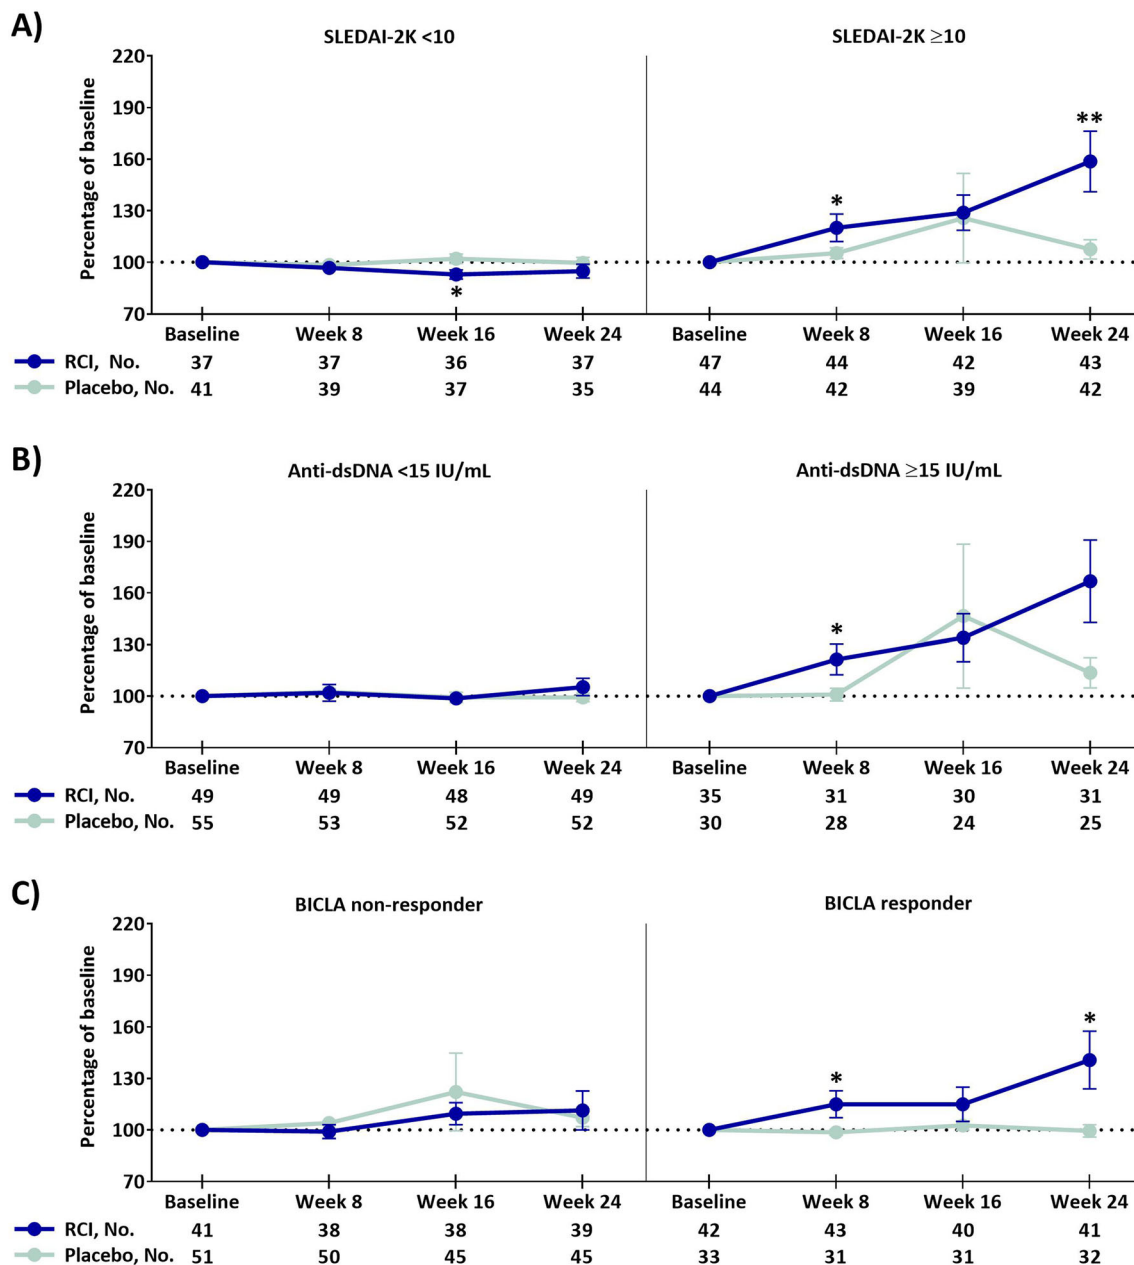 A)
SLEDAI-2K <10 SLEDAI-2K ≥10
Percentage of baseline
220
190
160
130
100
70
**
*
*
Baseline Week 8 Week 16 Week 24 Baseline Week 8 Week 16 Week 24
RCI, No. 37 37 36 37 47 44 42 43
Placebo, No. 41 39 37 35 44 42 39 42
B)
Anti-dsDNA <15 IU/mL Anti-dsDNA ≥15 IU/mL
Percentage of baseline
220
190
160
130
100
70
*
Baseline Week 8 Week 16 Week 24 Baseline Week 8 Week 16 Week 24
RCI, No. 49 49 48 49 35 31 30 31
Placebo, No. 55 53 52 52 30 28 24 25
C)
BICLA non-responder BICLA responder
Percentage of baseline
220
190
160
130
100
70
*
*
Baseline Week 8 Week 16 Week 24 Baseline Week 8 Week 16 Week 24
RCI, No. 41 38 38 39 42 43 40 41
Placebo, No. 51 50 45 45 33 31 31 32